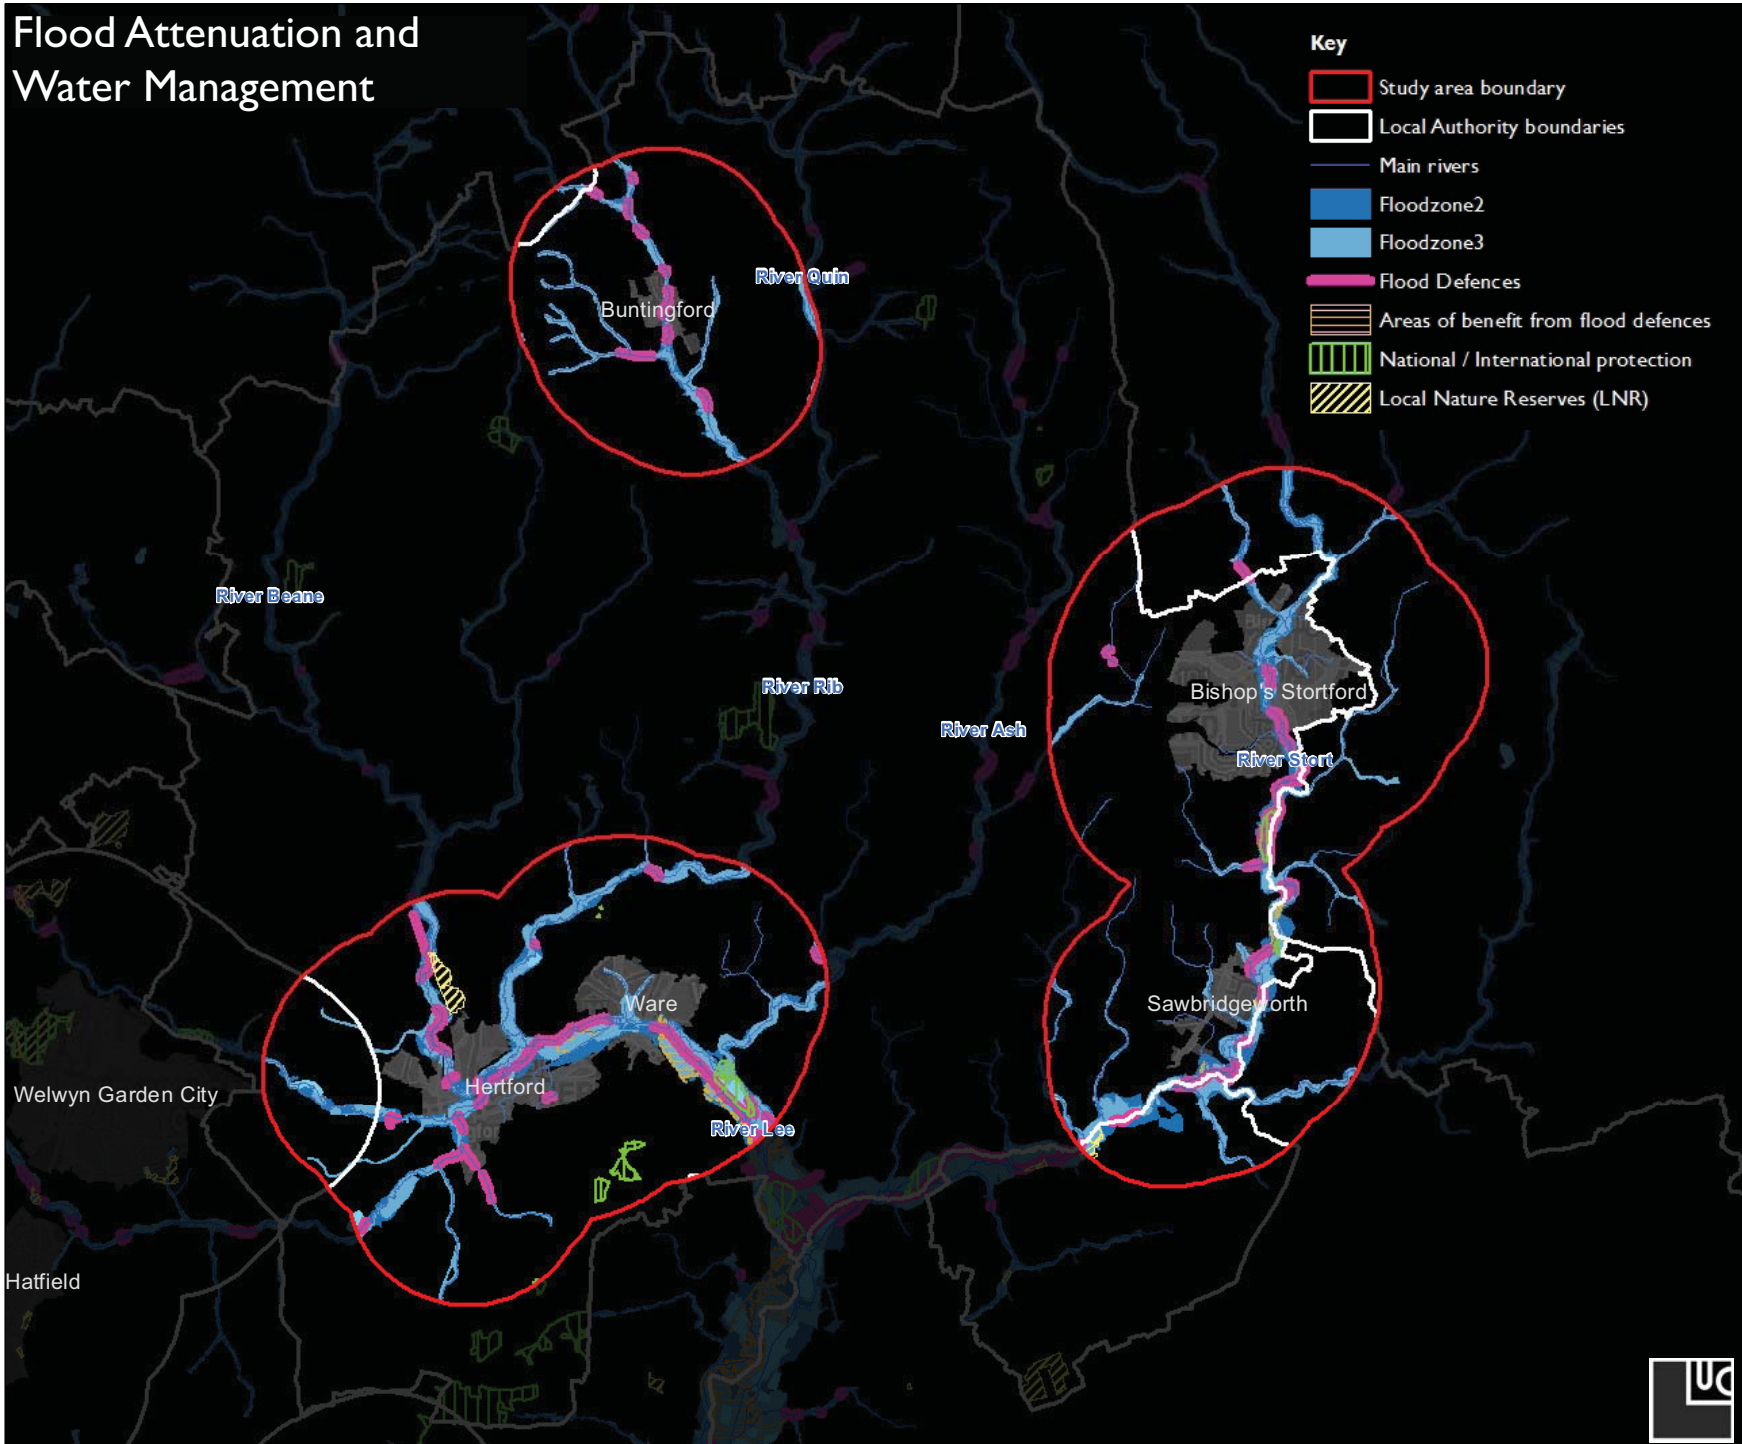 Flood Attenuation and
Water Management
Key
Study area boundary
Local Authority boundaries
Main rivers
Floodzone2
Floodzone3
Flood Defences
Areas of benefit from flood defences
National / International protection
Local Nature Reserves (LNR)
River Quin
Buntingford
River Beane
River Rib
River Ash
Bishop's Stortford
River Stort
Ware
Sawbridgeworth
Hertford
Welwyn Garden City
River Lee
Hatfield